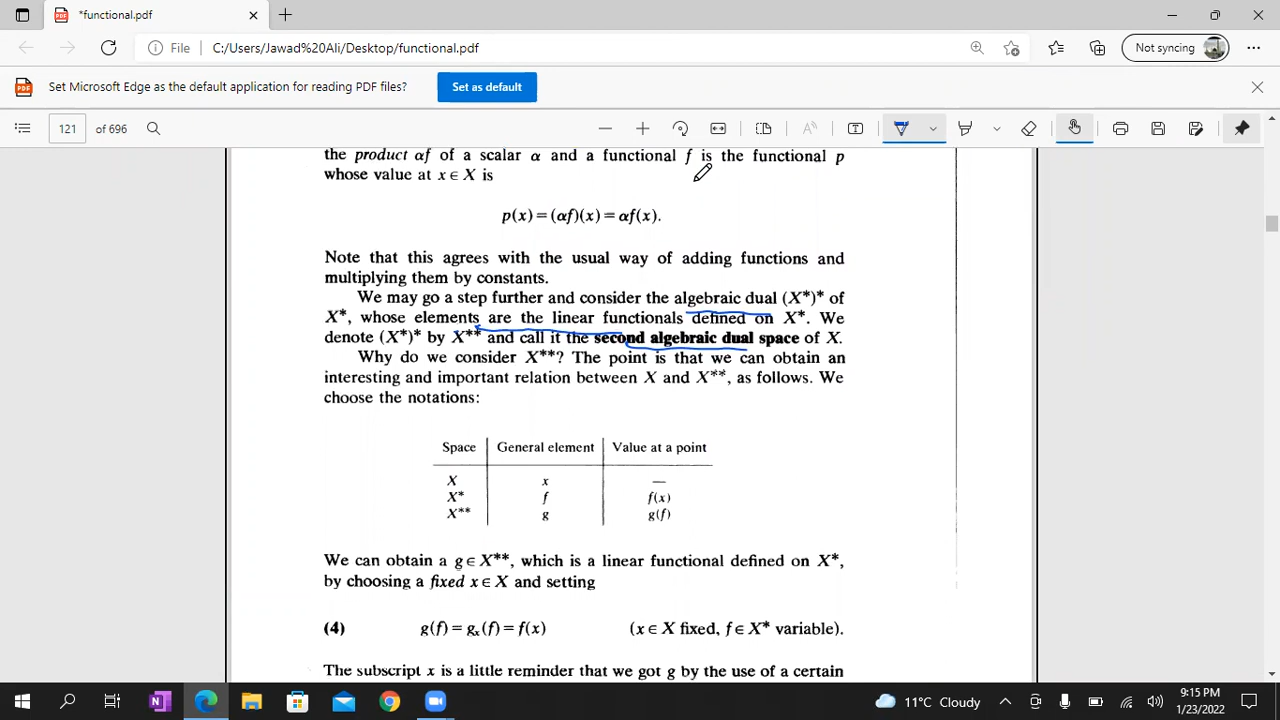 *functional.pdf
File
C:/Users/Jawad%20Ali/Desktop/functional.pdf
Not syncing
Set Microsoft Edge as the default application for reading PDF files?
Set as default
121 of 696
the product αf of a scalar α and a functional f is the functional p
whose value at x ∈ X is
p(x) = (αf)(x) = αf(x).
Note that this agrees with the usual way of adding functions and
multiplying them by constants.
We may go a step further and consider the algebraic dual (X*)* of
X*, whose elements are the linear functionals defined on X*. We
denote (X*)* by X** and call it the second algebraic dual space of X.
Why do we consider X**? The point is that we can obtain an
interesting and important relation between X and X**, as follows. We
choose the notations:
Space General element Value at a point
X x —
X* f f(x)
X** g g(f)
We can obtain a g ∈ X**, which is a linear functional defined on X*,
by choosing a fixed x ∈ X and setting
(4) g(f) = gₓ(f) = f(x) (x ∈ X fixed, f ∈ X* variable).
The subscript x is a little reminder that we got g by the use of a certain
11°C Cloudy
9:15 PM
1/23/2022